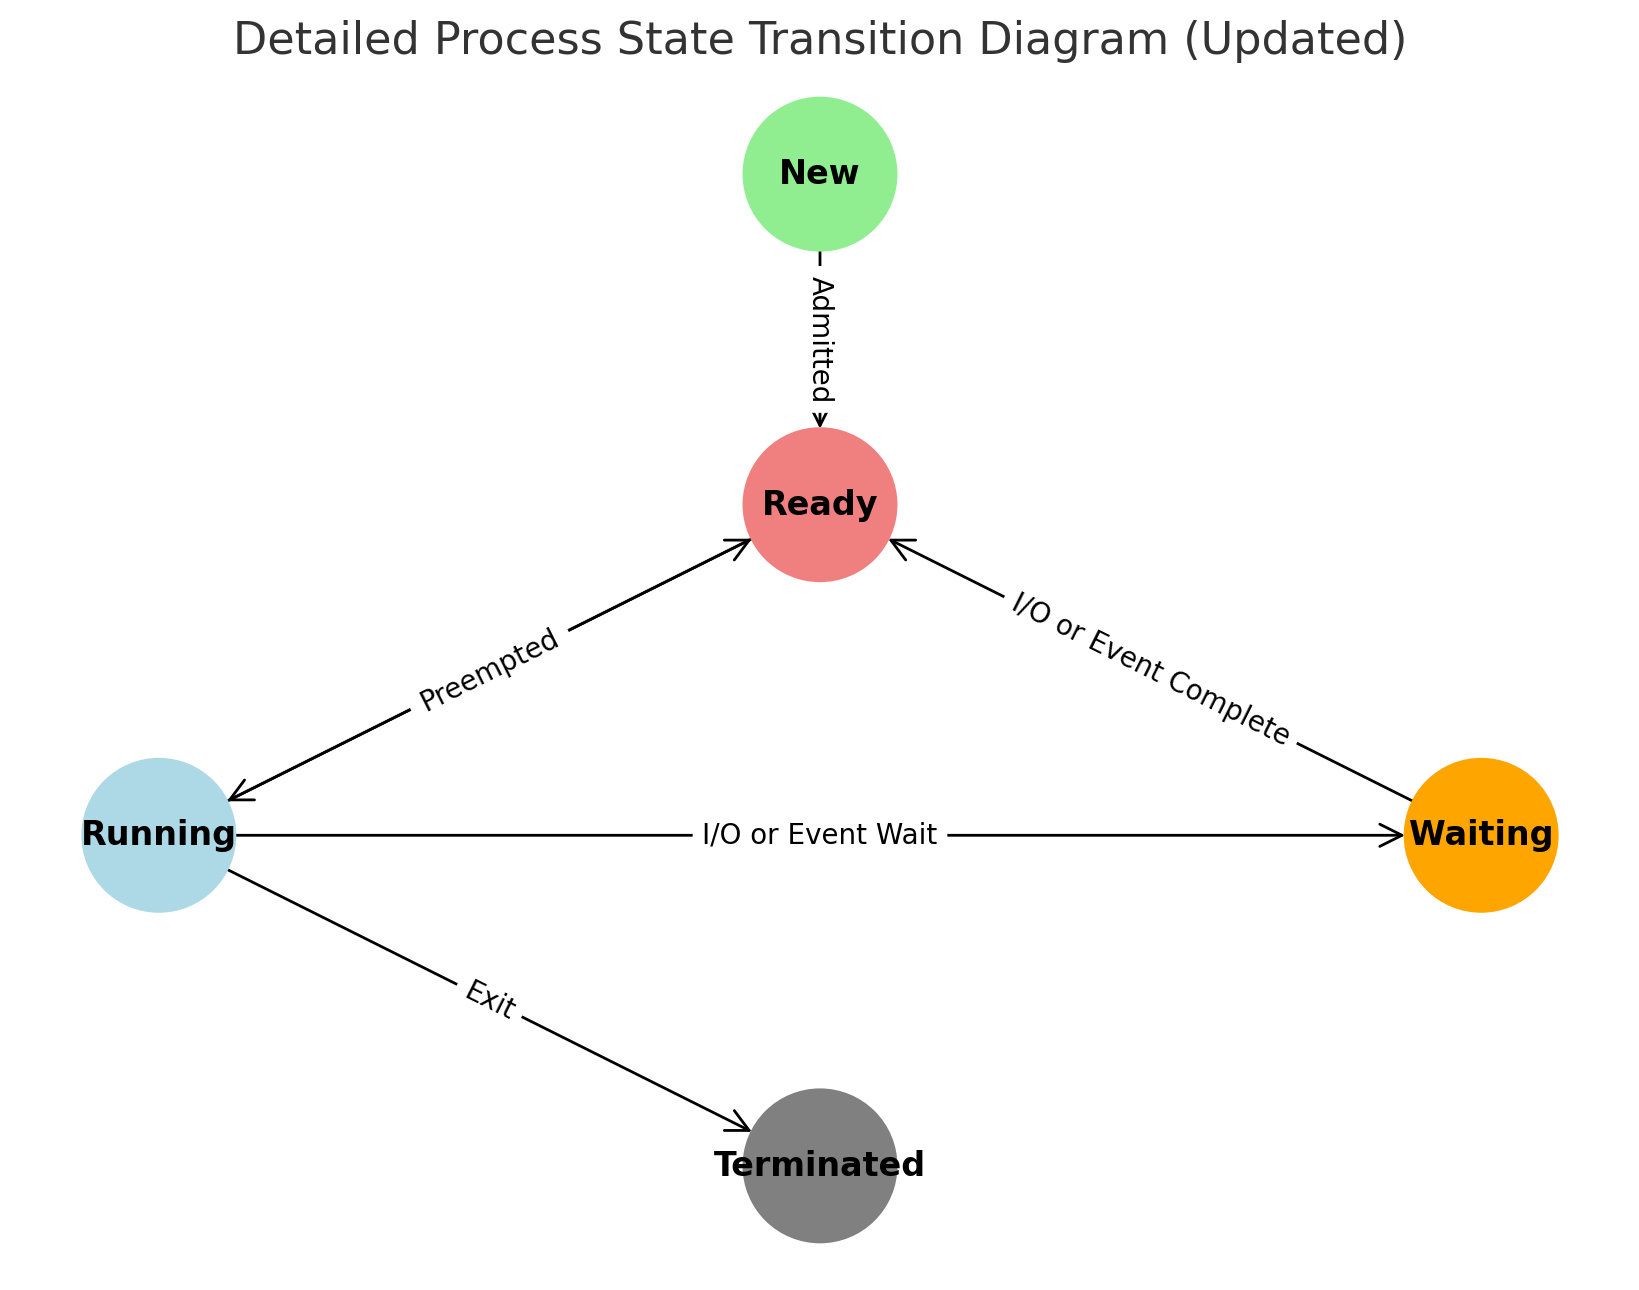 Detailed Process State Transition Diagram (Updated)
New
Admitted
Ready
I/O or Event Complete
Preempted
Running
I/O or Event Wait
Waiting
Exit
Terminated